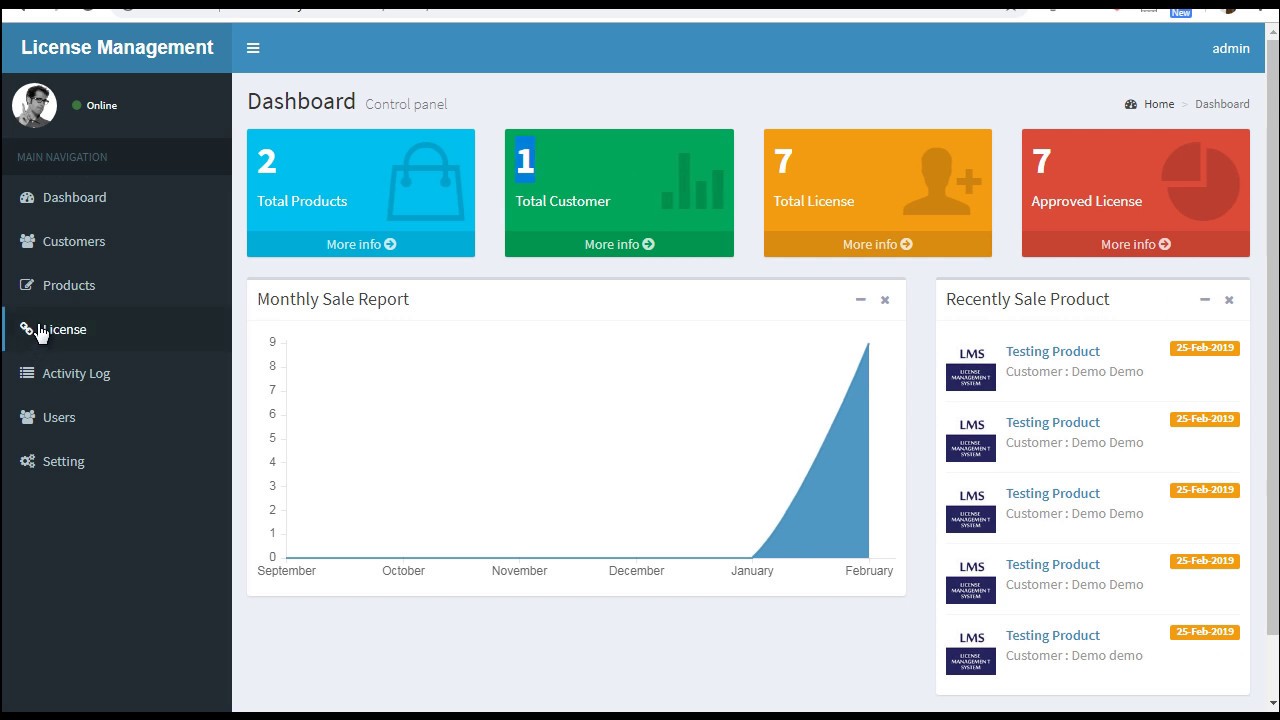 New
License Management
admin
Online
MAIN NAVIGATION
Dashboard
Customers
Products
License
Activity Log
Users
Setting
Dashboard Control panel
Home > Dashboard
2
Total Products
More info
1
Total Customer
More info
7
Total License
More info
7
Approved License
More info
Monthly Sale Report
9
8
7
6
5
4
3
2
1
0
September October November December January February
Recently Sale Product
LMS
LICENSE
MANAGEMENT
SYSTEM
Testing Product
25-Feb-2019
Customer : Demo Demo
LMS
LICENSE
MANAGEMENT
SYSTEM
Testing Product
25-Feb-2019
Customer : Demo Demo
LMS
LICENSE
MANAGEMENT
SYSTEM
Testing Product
25-Feb-2019
Customer : Demo Demo
LMS
LICENSE
MANAGEMENT
SYSTEM
Testing Product
25-Feb-2019
Customer : Demo Demo
LMS
LICENSE
MANAGEMENT
SYSTEM
Testing Product
25-Feb-2019
Customer : Demo demo